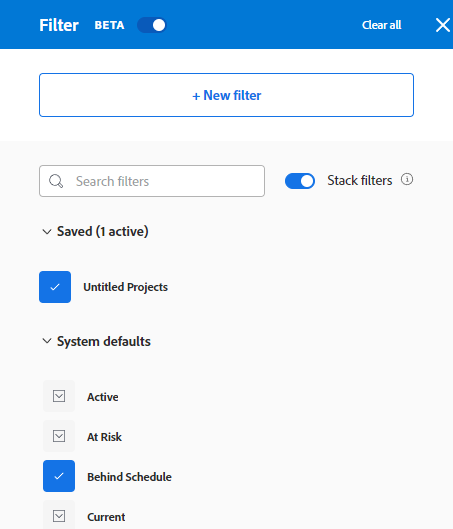 Filter BETA Clear all
+ New filter
Search filters Stack filters
Saved (1 active)
Untitled Projects
System defaults
Active
At Risk
Behind Schedule
Current